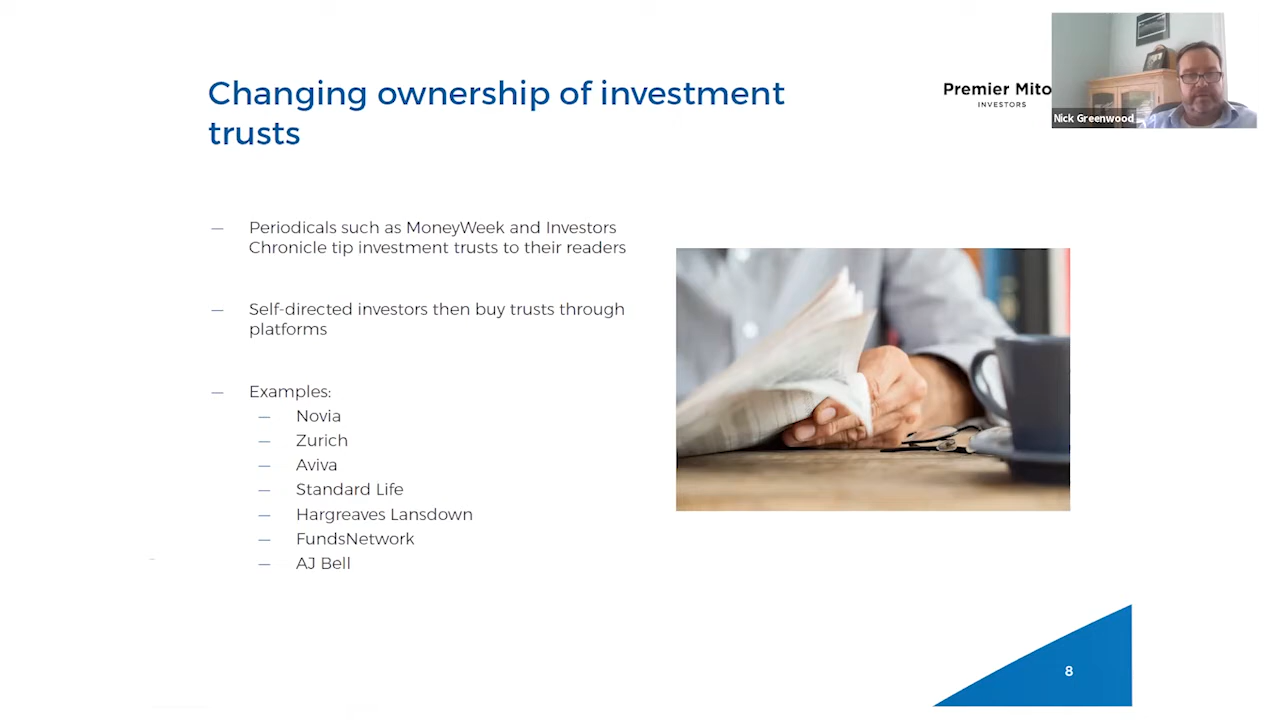 Changing ownership of investment
trusts
Premier Mito
INVESTORS
Nick Greenwood
— Periodicals such as MoneyWeek and Investors
Chronicle tip investment trusts to their readers
— Self-directed investors then buy trusts through
platforms
— Examples:
— Novia
— Zurich
— Aviva
— Standard Life
— Hargreaves Lansdown
— FundsNetwork
— AJ Bell
8